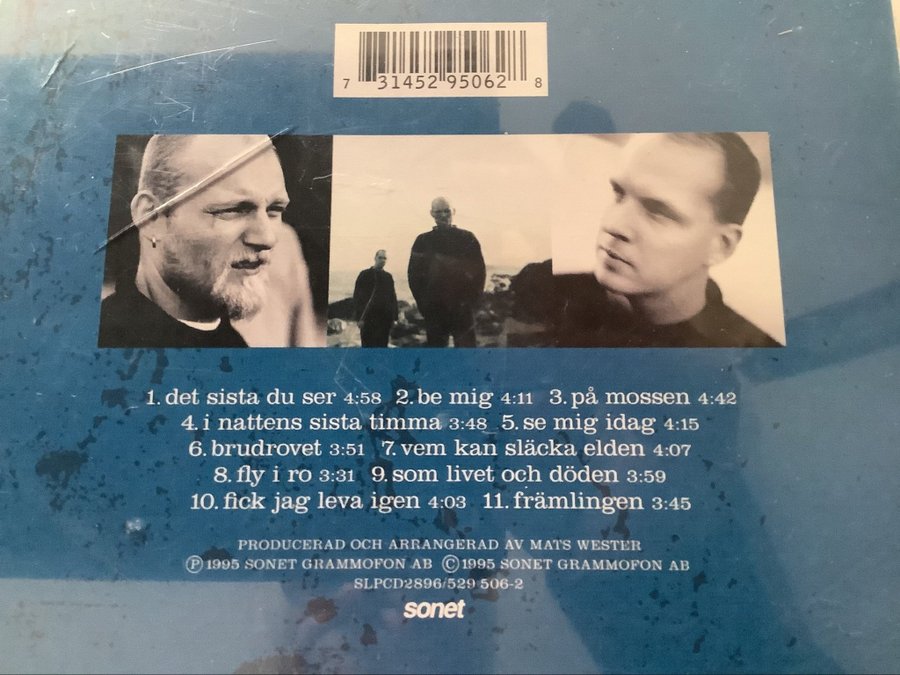 7 31452 95062 8
1. det sista du ser 4:58 2. be mig 4:11 3. på mossen 4:42
4. i nattens sista timma 3:48 5. se mig idag 4:15
6. brudrovet 3:51 7. vem kan släcka elden 4:07
8. fly i ro 3:31 9. som livet och döden 3:59
10. fick jag leva igen 4:03 11. främlingen 3:45
PRODUCERAD OCH ARRANGERAD AV MATS WESTER
Ⓟ 1995 SONET GRAMMOFON AB Ⓒ 1995 SONET GRAMMOFON AB
SLPCD2896/529 506-2
sonet